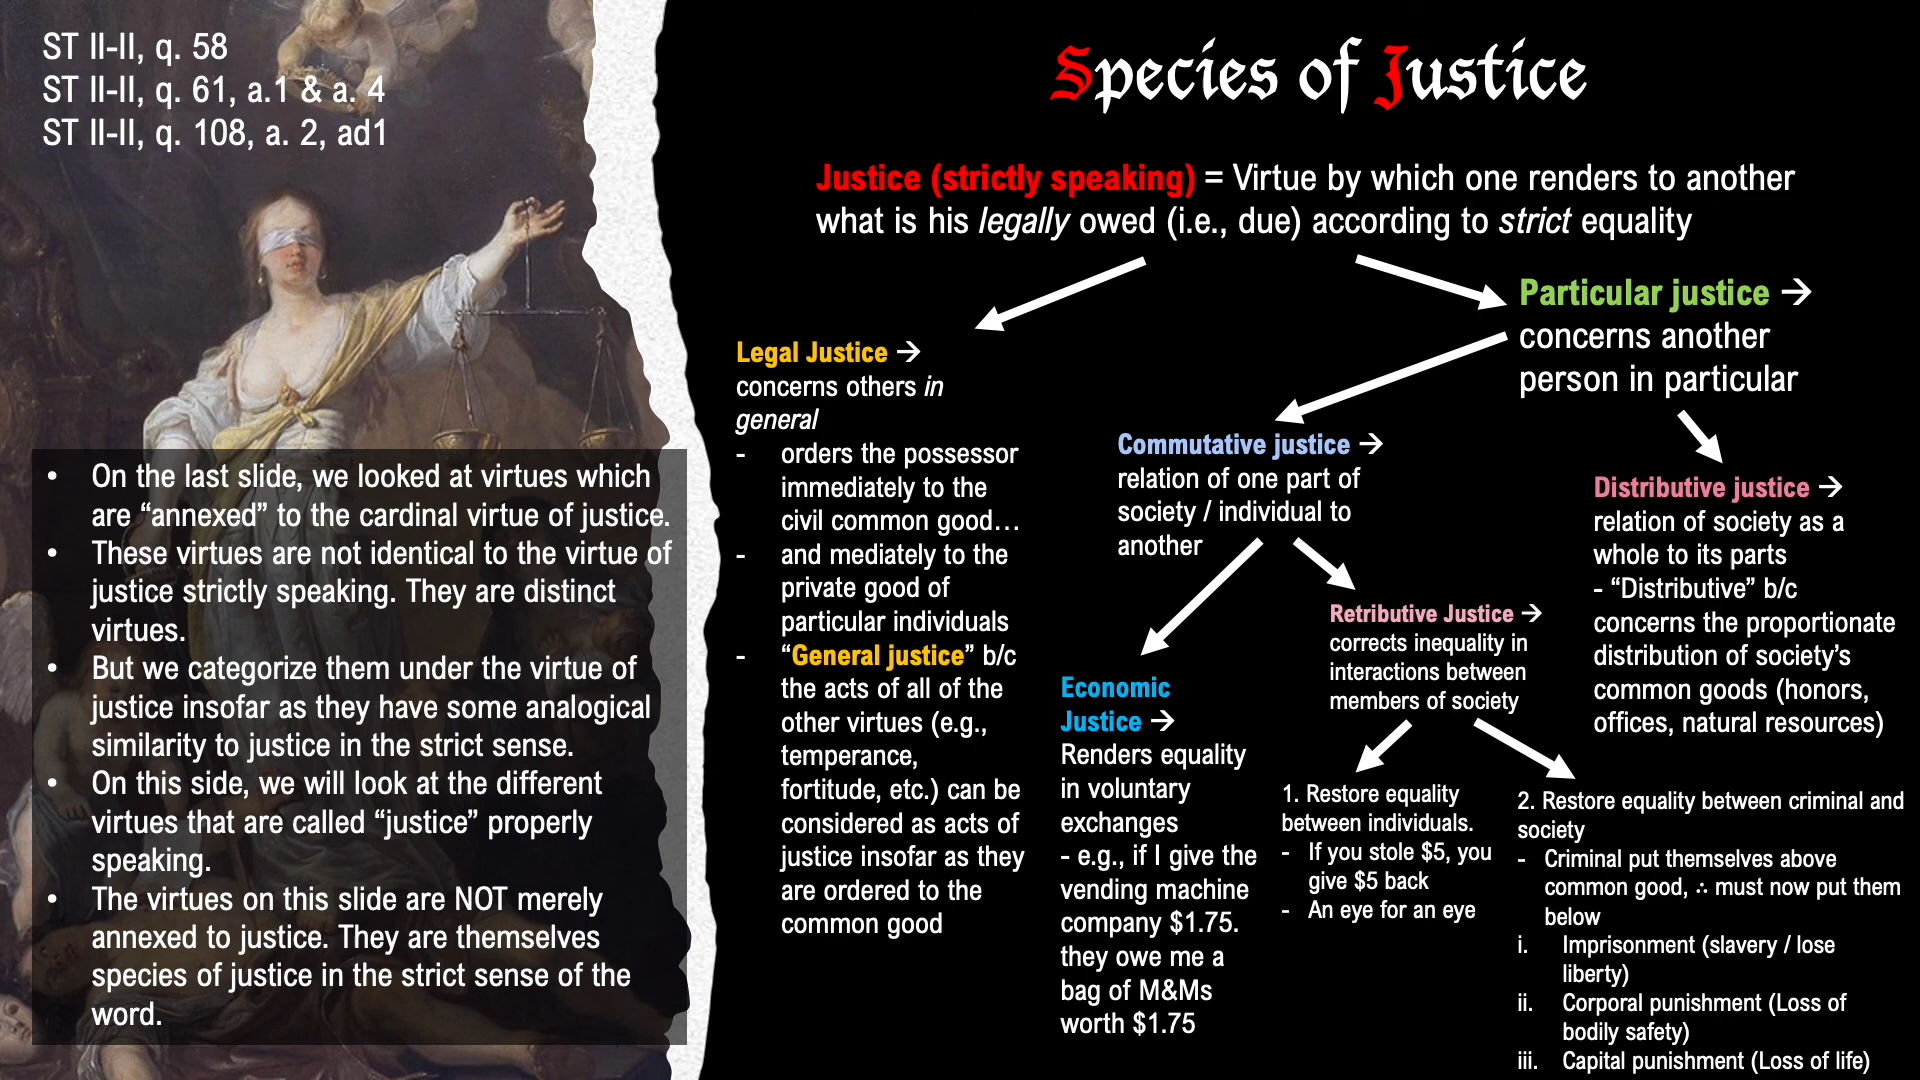 ST II-II, q. 58
ST II-II, q. 61, a.1 & a. 4
ST II-II, q. 108, a. 2, ad1
• On the last slide, we looked at virtues which
are “annexed” to the cardinal virtue of justice.
• These virtues are not identical to the virtue of
justice strictly speaking. They are distinct
virtues.
• But we categorize them under the virtue of
justice insofar as they have some analogical
similarity to justice in the strict sense.
• On this side, we will look at the different
virtues that are called “justice” properly
speaking.
• The virtues on this slide are NOT merely
annexed to justice. They are themselves
species of justice in the strict sense of the
word.
Species of Justice
Justice (strictly speaking) = Virtue by which one renders to another
what is his legally owed (i.e., due) according to strict equality
Legal Justice →
concerns others in
general
- orders the possessor
immediately to the
civil common good…
- and mediately to the
private good of
particular individuals
- “General justice” b/c
the acts of all of the
other virtues (e.g.,
temperance,
fortitude, etc.) can be
considered as acts of
justice insofar as they
are ordered to the
common good
Particular justice →
concerns another
person in particular
Commutative justice →
relation of one part of
society / individual to
another
Economic
Justice →
Renders equality
in voluntary
exchanges
- e.g., if I give the
vending machine
company $1.75.
they owe me a
bag of M&Ms
worth $1.75
Retributive Justice →
corrects inequality in
interactions between
members of society
1. Restore equality
between individuals.
- If you stole $5, you
give $5 back
- An eye for an eye
2. Restore equality between criminal and
society
- Criminal put themselves above
common good, ∴ must now put them
below
i. Imprisonment (slavery / lose
liberty)
ii. Corporal punishment (Loss of
bodily safety)
iii. Capital punishment (Loss of life)
Distributive justice →
relation of society as a
whole to its parts
- “Distributive” b/c
concerns the proportionate
distribution of society’s
common goods (honors,
offices, natural resources)